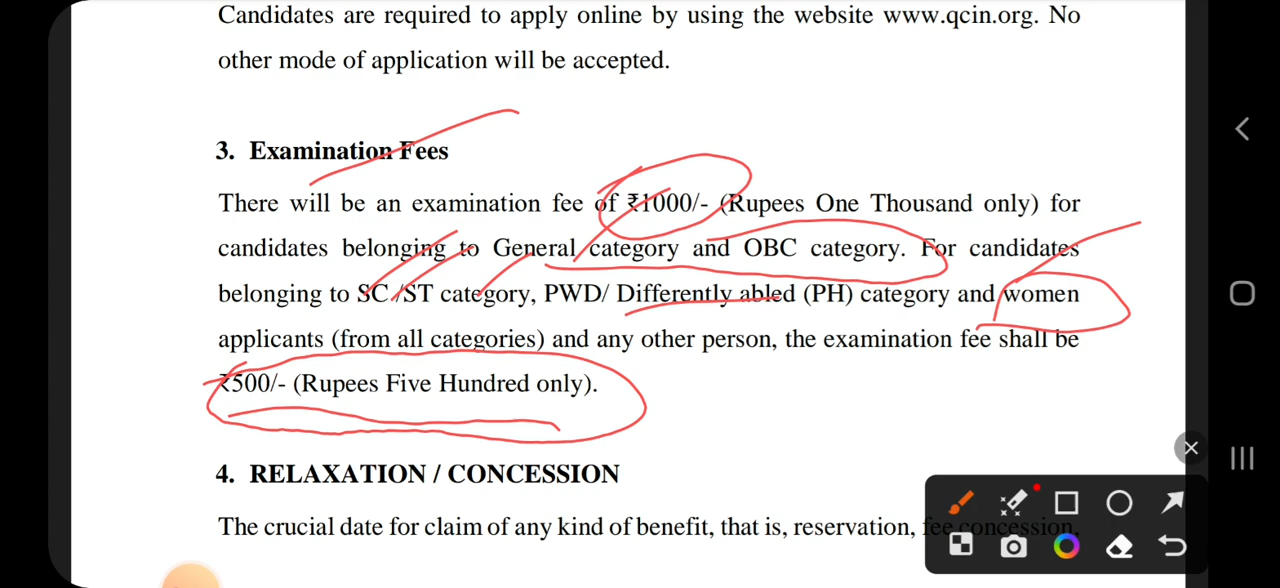 Candidates are required to apply online by using the website www.qcin.org. No
other mode of application will be accepted.
3. Examination Fees
There will be an examination fee of ₹1000/- (Rupees One Thousand only) for
candidates belonging to General category and OBC category. For candidates
belonging to SC/ST category, PWD/ Differently abled (PH) category and women
applicants (from all categories) and any other person, the examination fee shall be
₹500/- (Rupees Five Hundred only).
4. RELAXATION / CONCESSION
The crucial date for claim of any kind of benefit, that is, reservation, fee concession,